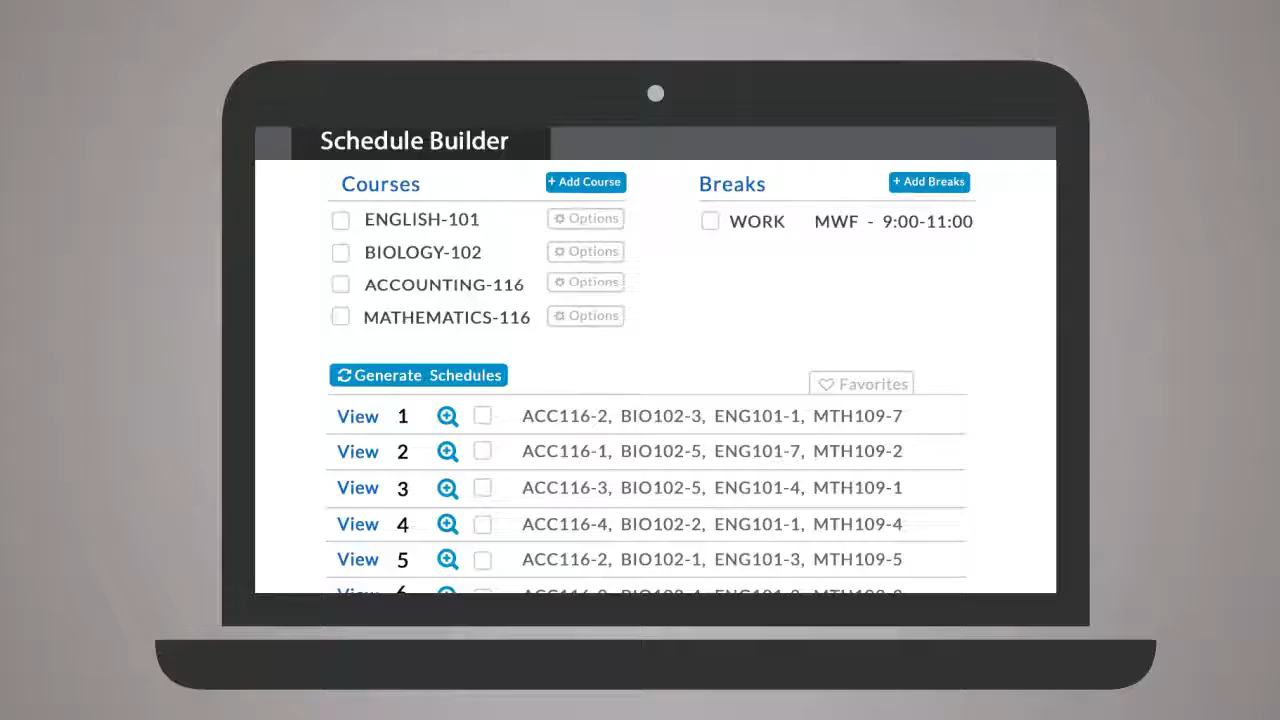 Schedule Builder
Courses
+ Add Course
Breaks
+ Add Breaks
ENGLISH-101
Options
WORK MWF - 9:00-11:00
BIOLOGY-102
Options
ACCOUNTING-116
Options
MATHEMATICS-116
Options
Generate Schedules
Favorites
View 1 ACC116-2, BIO102-3, ENG101-1, MTH109-7
View 2 ACC116-1, BIO102-5, ENG101-7, MTH109-2
View 3 ACC116-3, BIO102-5, ENG101-4, MTH109-1
View 4 ACC116-4, BIO102-2, ENG101-1, MTH109-4
View 5 ACC116-2, BIO102-1, ENG101-3, MTH109-5
View 6